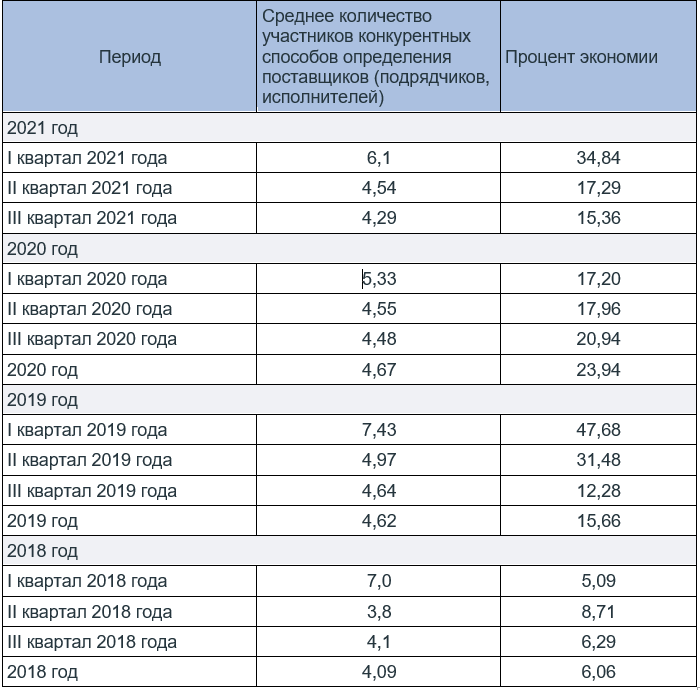 Период
Среднее количество
участников конкурентных
способов определения
поставщиков (подрядчиков,
исполнителей)
Процент экономии
2021 год
I квартал 2021 года 6,1 34,84
II квартал 2021 года 4,54 17,29
III квартал 2021 года 4,29 15,36
2020 год
I квартал 2020 года 5,33 17,20
II квартал 2020 года 4,55 17,96
III квартал 2020 года 4,48 20,94
2020 год 4,67 23,94
2019 год
I квартал 2019 года 7,43 47,68
II квартал 2019 года 4,97 31,48
III квартал 2019 года 4,64 12,28
2019 год 4,62 15,66
2018 год
I квартал 2018 года 7,0 5,09
II квартал 2018 года 3,8 8,71
III квартал 2018 года 4,1 6,29
2018 год 4,09 6,06